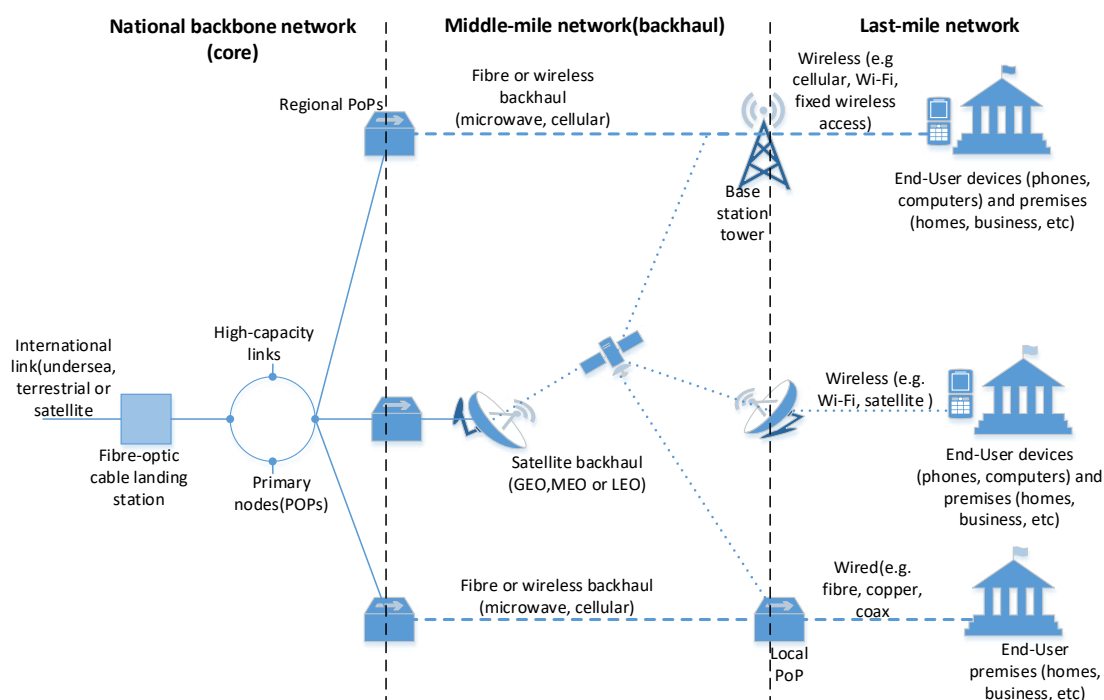 National backbone network
(core)
Middle-mile network(backhaul)
Last-mile network
Regional PoPs
Fibre or wireless
backhaul
(microwave, cellular)
Wireless (e.g
cellular, Wi-Fi,
fixed wireless
access)
Base
station
tower
End-User devices (phones,
computers) and premises
(homes, business, etc)
International
link(undersea,
terrestrial or
satellite
High-capacity
links
Fibre-optic
cable landing
station
Primary
nodes(POPs)
Satellite backhaul
(GEO,MEO or LEO)
Wireless (e.g.
Wi-Fi, satellite )
End-User devices
(phones, computers) and
premises (homes,
business, etc)
Fibre or wireless backhaul
(microwave, cellular)
Wired(e.g.
fibre, copper,
coax
Local
PoP
End-User
premises (homes,
business, etc)